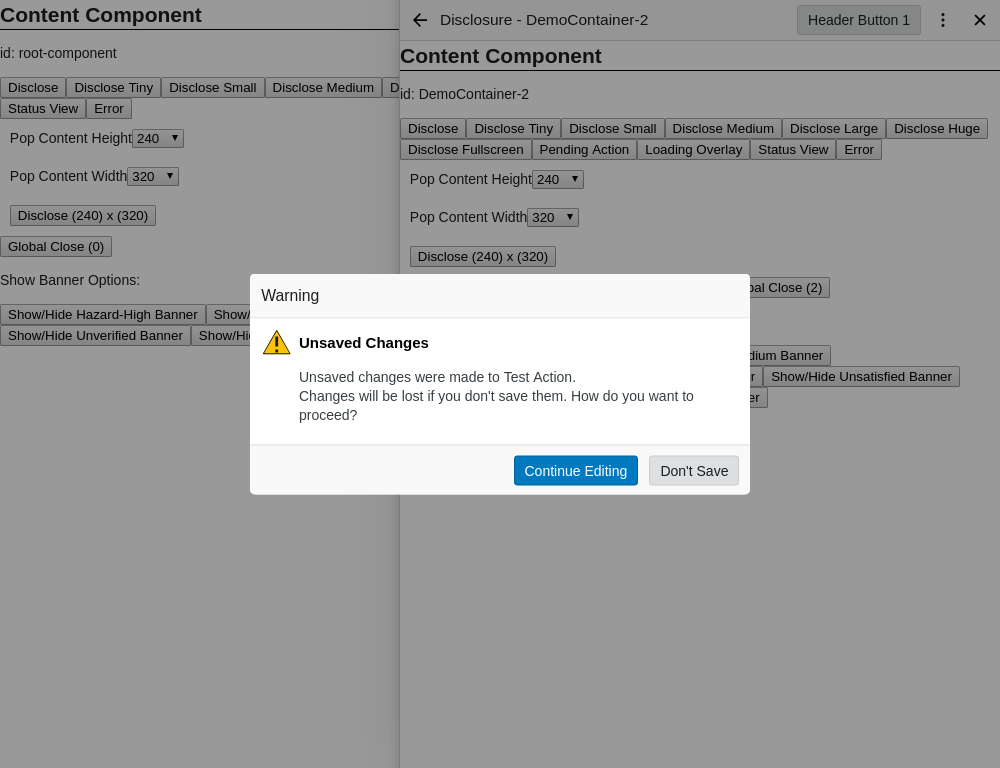 Content Component
id: root-component
Disclose Disclose Tiny Disclose Small Disclose Medium D
Status View Error
Pop Content Height 240
Pop Content Width 320
Disclose (240) x (320)
Global Close (0)
Show Banner Options:
Show/Hide Hazard-High Banner Show/
Show/Hide Unverified Banner Show/Hi
Disclosure - DemoContainer-2 Header Button 1
Content Component
id: DemoContainer-2
Disclose Disclose Tiny Disclose Small Disclose Medium Disclose Large Disclose Huge
Disclose Fullscreen Pending Action Loading Overlay Status View Error
Pop Content Height 240
Pop Content Width 320
Disclose (240) x (320)
bal Close (2)
dium Banner
r Show/Hide Unsatisfied Banner
er
Warning
Unsaved Changes
Unsaved changes were made to Test Action.
Changes will be lost if you don't save them. How do you want to
proceed?
Continue Editing Don't Save